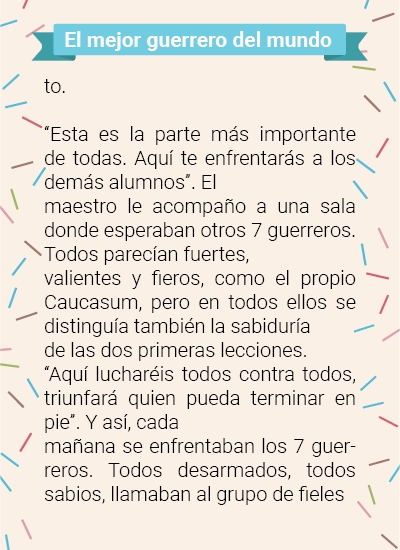 El mejor guerrero del mundo
to.
“Esta es la parte más importante
de todas. Aquí te enfrentarás a los
demás alumnos”. El
maestro le acompaño a una sala
donde esperaban otros 7 guerreros.
Todos parecían fuertes,
valientes y fieros, como el propio
Caucasum, pero en todos ellos se
distinguía también la sabiduría
de las dos primeras lecciones.
“Aquí lucharéis todos contra todos,
triunfará quien pueda terminar en
pie”. Y así, cada
mañana se enfrentaban los 7 guer-
reros. Todos desarmados, todos
sabios, llamaban al grupo de fieles